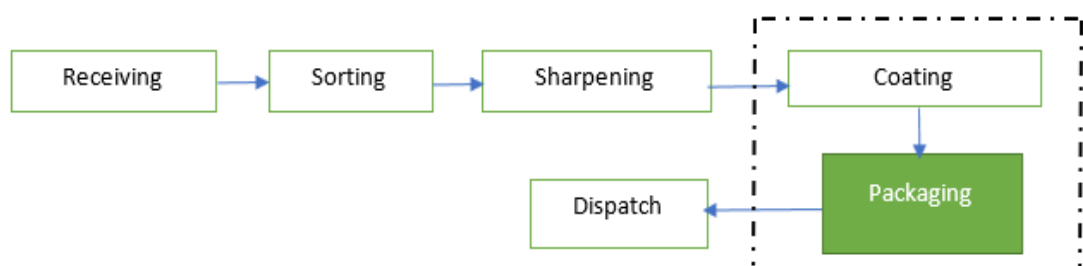 Receiving
Sorting
Sharpening
Coating
Packaging
Dispatch